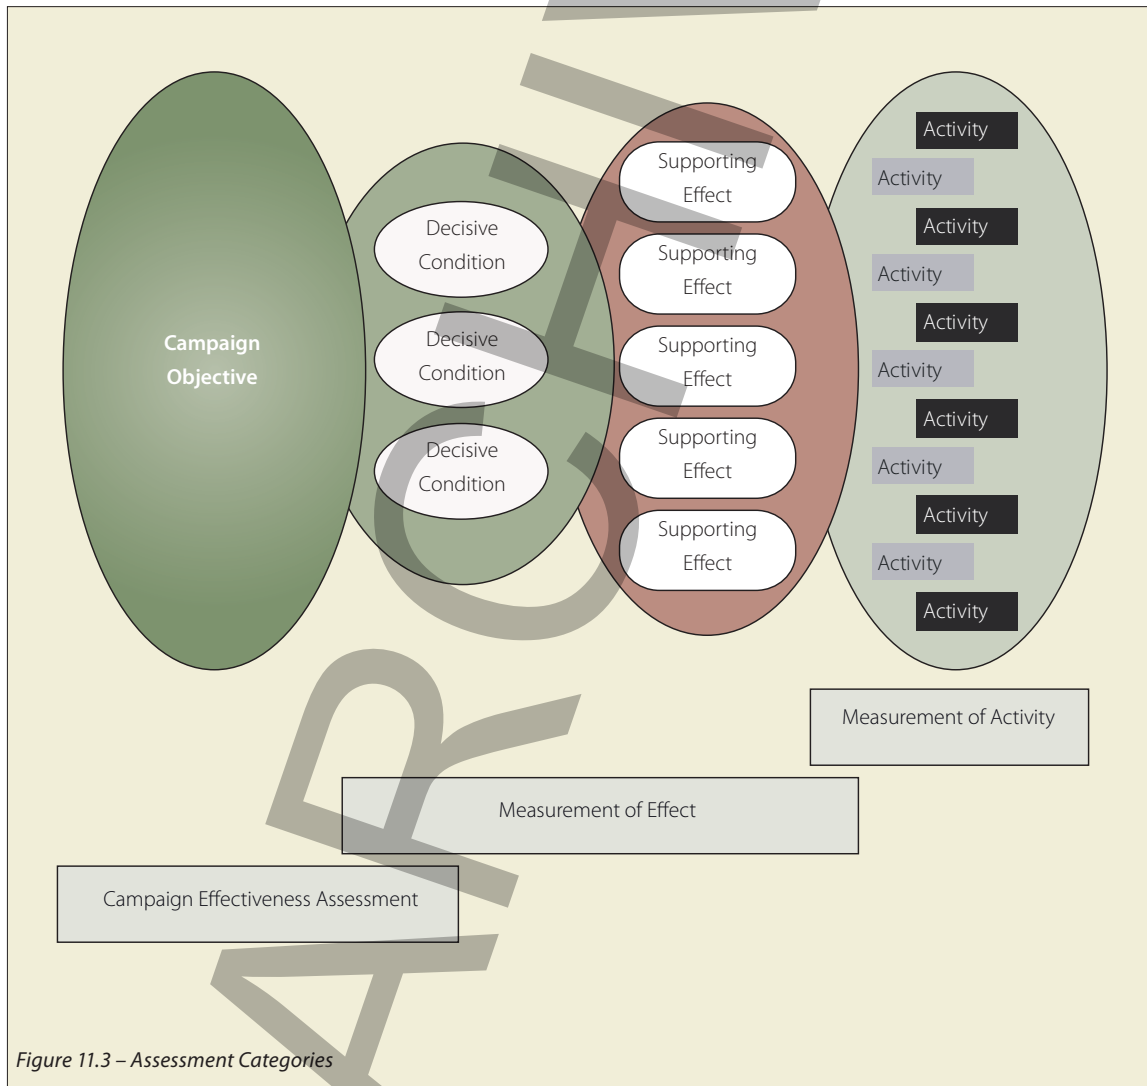 Campaign
Objective
Decisive
Condition
Decisive
Condition
Decisive
Condition
Supporting
Effect
Supporting
Effect
Supporting
Effect
Supporting
Effect
Supporting
Effect
Activity
Activity
Activity
Activity
Activity
Activity
Activity
Activity
Activity
Activity
Activity
Measurement of Activity
Measurement of Effect
Campaign Effectiveness Assessment
Figure 11.3 – Assessment Categories